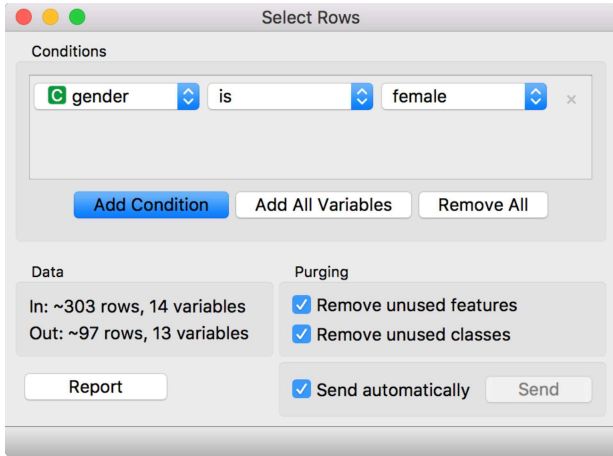 Select Rows
Conditions
C gender is female ×
Add Condition Add All Variables Remove All
Data Purging
In: ~303 rows, 14 variables
Out: ~97 rows, 13 variables
Remove unused features
Remove unused classes
Report
Send automatically Send